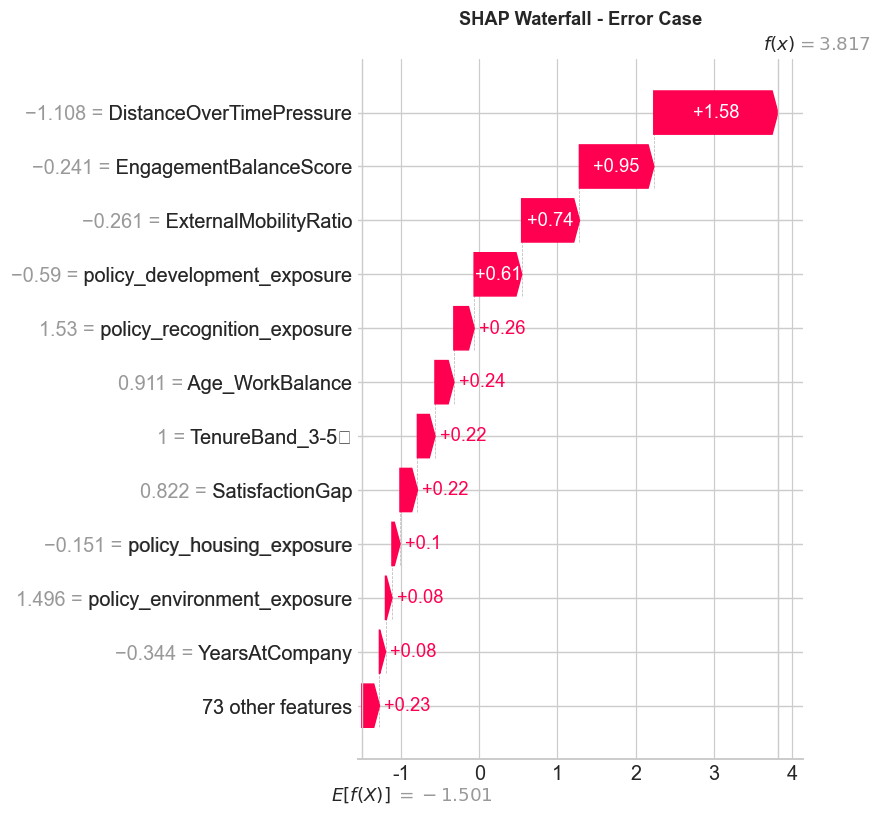 SHAP Waterfall - Error Case
f(x) = 3.817
−1.108 = DistanceOverTimePressure
+1.58
−0.241 = EngagementBalanceScore
+0.95
−0.261 = ExternalMobilityRatio
+0.74
−0.59 = policy_development_exposure
+0.61
1.53 = policy_recognition_exposure
+0.26
0.911 = Age_WorkBalance
+0.24
1 = TenureBand_3-5▯
+0.22
0.822 = SatisfactionGap
+0.22
−0.151 = policy_housing_exposure
+0.1
1.496 = policy_environment_exposure
+0.08
−0.344 = YearsAtCompany
+0.08
73 other features
+0.23
-1 0 1 2 3 4
E[f(X)] = −1.501